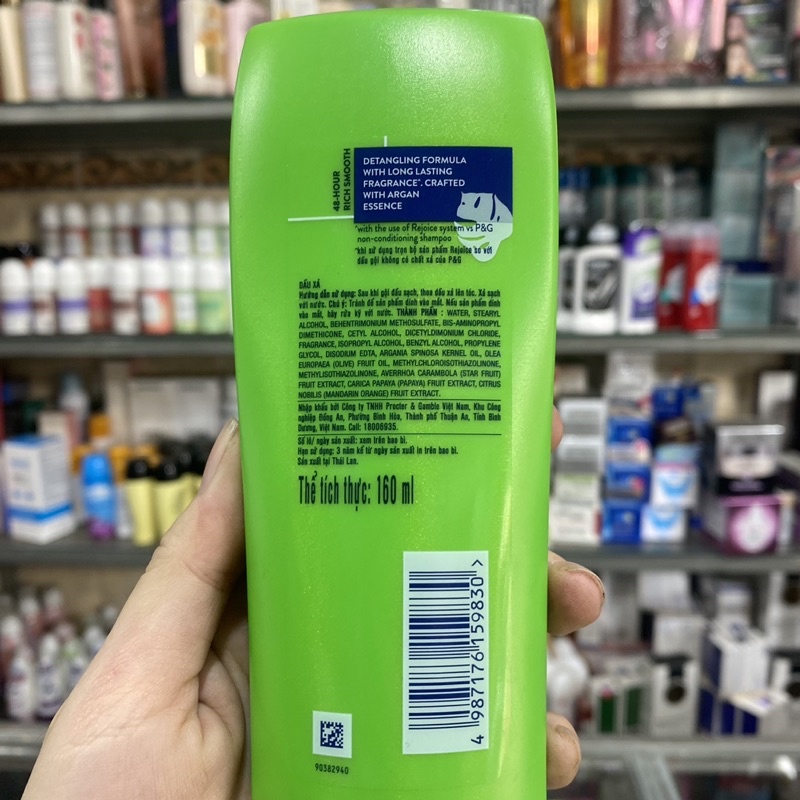 48-HOUR
RICH SMOOTH
DETANGLING FORMULA
WITH LONG LASTING
FRAGRANCE*. CRAFTED
WITH ARGAN
ESSENCE
*with the use of Rejoice system vs P&G
non-conditioning shampoo
*khi sử dụng trọn bộ sản phẩm Rejoice so với
dầu gội không có chất xả của P&G
DẦU XẢ
Hướng dẫn sử dụng: Sau khi gội đầu sạch, thoa dầu xả lên tóc. Xả sạch
với nước. Chú ý: Tránh để sản phẩm dính vào mắt. Nếu sản phẩm dính
vào mắt, hãy rửa kỹ với nước. THÀNH PHẦN : WATER, STEARYL
ALCOHOL, BEHENTRIMONIUM METHOSULFATE, BIS-AMINOPROPYL
DIMETHICONE, CETYL ALCOHOL, DICETYLDIMONIUM CHLORIDE,
FRAGRANCE, ISOPROPYL ALCOHOL, BENZYL ALCOHOL, PROPYLENE
GLYCOL, DISODIUM EDTA, ARGANIA SPINOSA KERNEL OIL, OLEA
EUROPAEA (OLIVE) FRUIT OIL, METHYLCHLOROISOTHIAZOLINONE,
METHYLISOTHIAZOLINONE, AVERRHOA CARAMBOLA (STAR FRUIT)
FRUIT EXTRACT, CARICA PAPAYA (PAPAYA) FRUIT EXTRACT, CITRUS
NOBILIS (MANDARIN ORANGE) FRUIT EXTRACT.
Nhập khẩu bởi Công ty TNHH Procter & Gamble Việt Nam, Khu Công
nghiệp Đồng An, Phường Bình Hòa, Thành phố Thuận An, Tỉnh Bình
Dương, Việt Nam. Call: 18006935.
Số lô/ ngày sản xuất: xem trên bao bì.
Hạn sử dụng: 3 năm kể từ ngày sản xuất in trên bao bì.
Sản xuất tại Thái Lan.
Thể tích thực: 160 ml
4 987176 159830 >
90382940